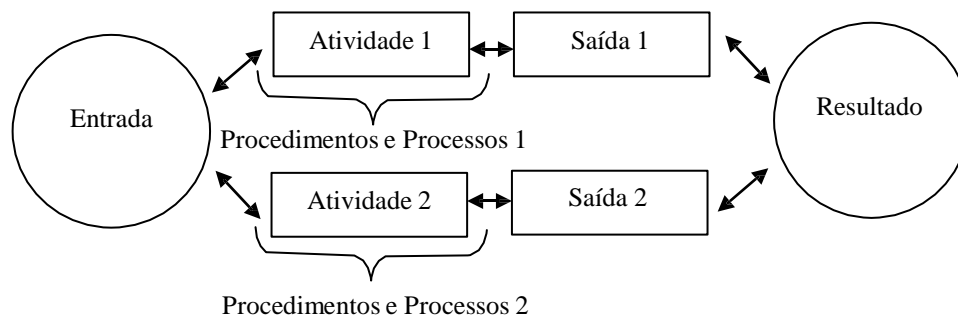 Atividade 1
Saída 1
Entrada
Resultado
Procedimentos e Processos 1
Atividade 2
Saída 2
Procedimentos e Processos 2